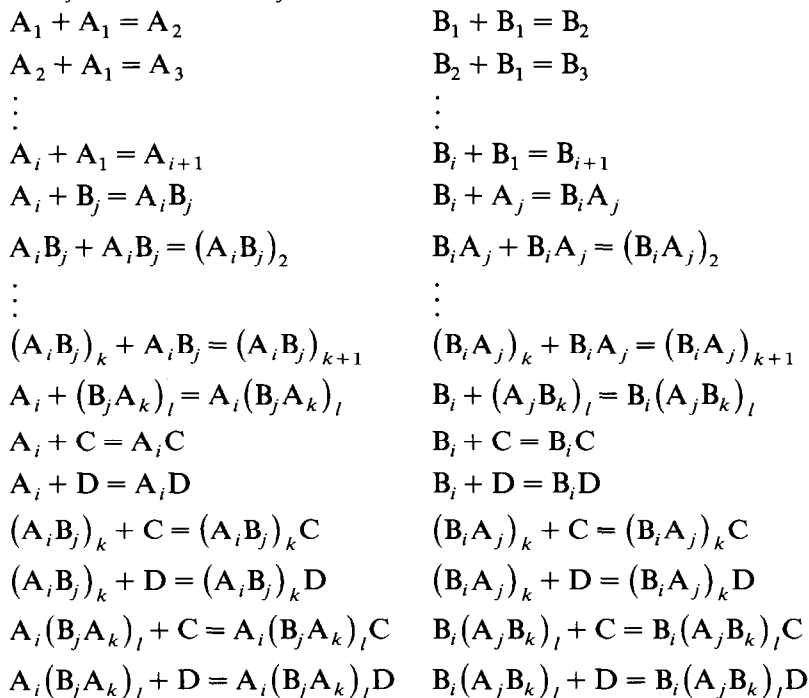 A₁ + A₁ = A₂ B₁ + B₁ = B₂
A₂ + A₁ = A₃ B₂ + B₁ = B₃
⋮ ⋮
Aᵢ + A₁ = Aᵢ₊₁ Bᵢ + B₁ = Bᵢ₊₁
Aᵢ + Bⱼ = AᵢBⱼ Bᵢ + Aⱼ = BᵢAⱼ
AᵢBⱼ + AᵢBⱼ = (AᵢBⱼ)₂ BᵢAⱼ + BᵢAⱼ = (BᵢAⱼ)₂
⋮ ⋮
(AᵢBⱼ)ₖ + AᵢBⱼ = (AᵢBⱼ)ₖ₊₁ (BᵢAⱼ)ₖ + BᵢAⱼ = (BᵢAⱼ)ₖ₊₁
Aᵢ + (BⱼAₖ)ₗ = Aᵢ(BⱼAₖ)ₗ Bᵢ + (AⱼBₖ)ₗ = Bᵢ(AⱼBₖ)ₗ
Aᵢ + C = AᵢC Bᵢ + C = BᵢC
Aᵢ + D = AᵢD Bᵢ + D = BᵢD
(AᵢBⱼ)ₖ + C = (AᵢBⱼ)ₖC (BᵢAⱼ)ₖ + C = (BᵢAⱼ)ₖC
(AᵢBⱼ)ₖ + D = (AᵢBⱼ)ₖD (BᵢAⱼ)ₖ + D = (BᵢAⱼ)ₖD
Aᵢ(BⱼAₖ)ₗ + C = Aᵢ(BⱼAₖ)ₗC Bᵢ(AⱼBₖ)ₗ + C = Bᵢ(AⱼBₖ)ₗC
Aᵢ(BⱼAₖ)ₗ + D = Aᵢ(BⱼAₖ)ₗD Bᵢ(AⱼBₖ)ₗ + D = Bᵢ(AⱼBₖ)ₗD